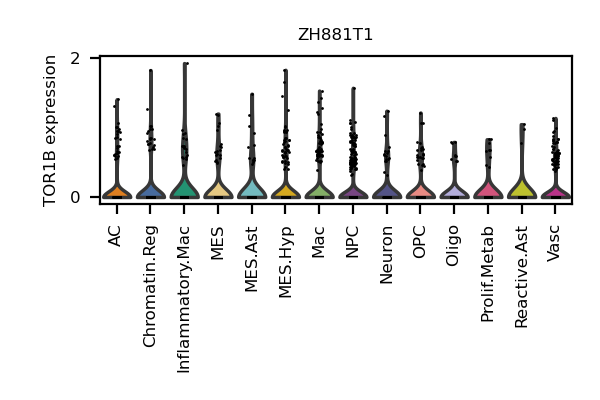 ZH881T1
TOR1B expression
2
0
AC
Chromatin.Reg
Inflammatory.Mac
MES
MES.Ast
MES.Hyp
Mac
NPC
Neuron
OPC
Oligo
Prolif.Metab
Reactive.Ast
Vasc